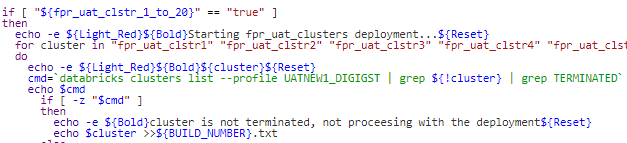 if [ "${fpr_uat_clstr_1_to_20}" == "true" ]
then
echo -e ${Light_Red}${Bold}Starting fpr_uat_clusters deployment...${Reset}
for cluster in "fpr_uat_clstr1" "fpr_uat_clstr2" "fpr_uat_clstr3" "fpr_uat_clstr4" "fpr_uat_clst
do
echo -e ${Light_Red}${Bold}${cluster}${Reset}
cmd=`databricks clusters list --profile UATNEW1_DIGIGST | grep ${!cluster} | grep TERMINATED`
echo $cmd
if [ -z "$cmd" ]
then
echo -e ${Bold}cluster is not terminated, not proceesing with the deployment${Reset}
echo $cluster >>${BUILD_NUMBER}.txt